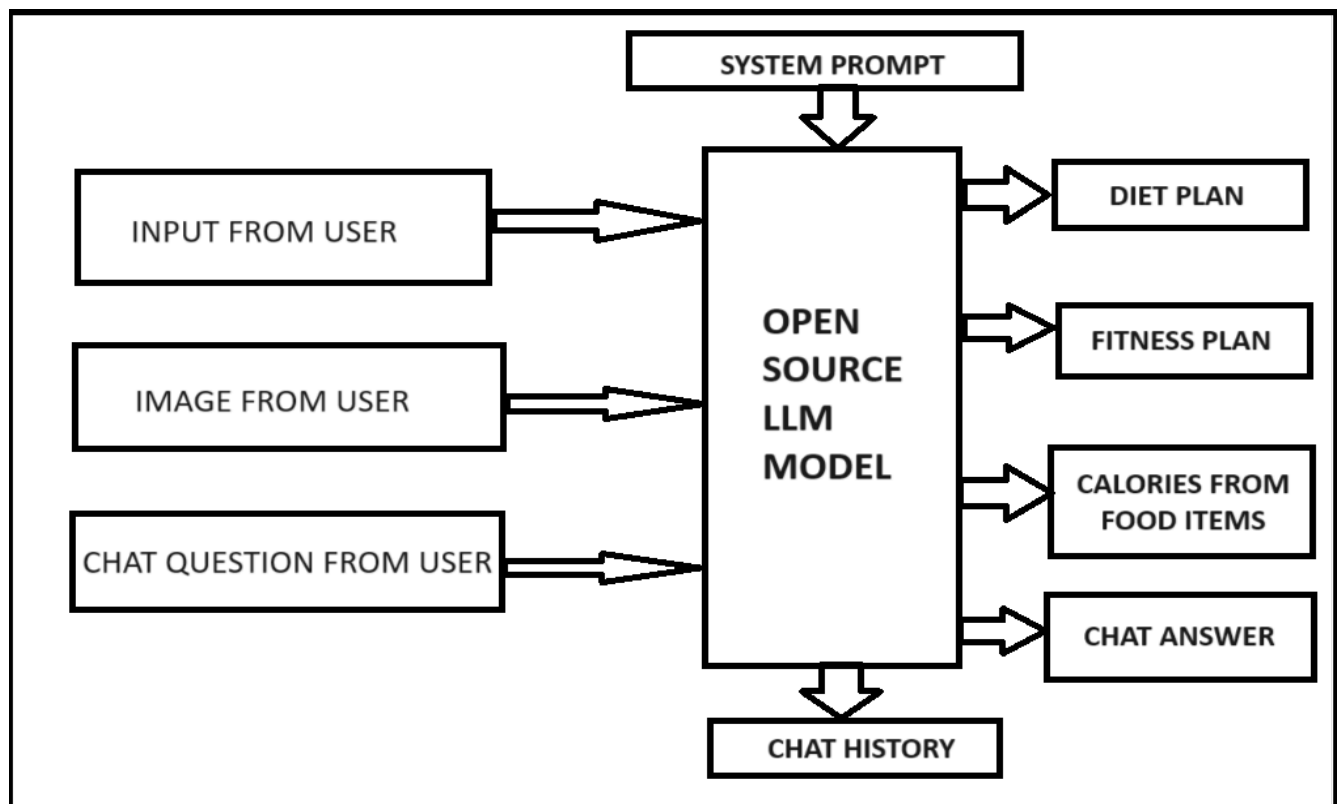 SYSTEM PROMPT
INPUT FROM USER
IMAGE FROM USER
CHAT QUESTION FROM USER
OPEN
SOURCE
LLM
MODEL
DIET PLAN
FITNESS PLAN
CALORIES FROM
FOOD ITEMS
CHAT ANSWER
CHAT HISTORY